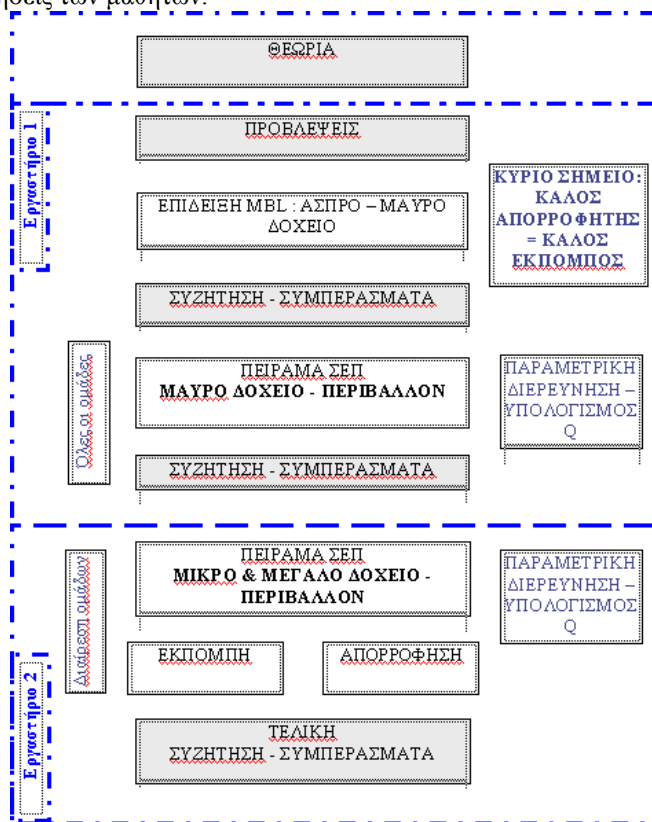 ΘΕΩΡΙΑ
Εργαστήριο 1
ΠΡΟΒΛΕΨΕΙΣ
ΕΠΙΔΕΙΞΗ MBL : ΑΣΠΡΟ – ΜΑΥΡΟ
ΔΟΧΕΙΟ
ΚΥΡΙΟ ΣΗΜΕΙΟ:
ΚΑΛΟΣ
ΑΠΟΡΡΟΦΗΤΗΣ
= ΚΑΛΟΣ
ΕΚΠΟΜΠΟΣ
ΣΥΖΗΤΗΣΗ - ΣΥΜΠΕΡΑΣΜΑΤΑ
Όλες οι ομάδες
ΠΕΙΡΑΜΑ ΣΕΠ
ΜΑΥΡΟ ΔΟΧΕΙΟ - ΠΕΡΙΒΑΛΛΟΝ
ΠΑΡΑΜΕΤΡΙΚΗ
ΔΙΕΡΕΥΝΗΣΗ –
ΥΠΟΛΟΓΙΣΜΟΣ
Q
ΣΥΖΗΤΗΣΗ - ΣΥΜΠΕΡΑΣΜΑΤΑ
Διαίρεση ομάδων
ΠΕΙΡΑΜΑ ΣΕΠ
ΜΙΚΡΟ & ΜΕΓΑΛΟ ΔΟΧΕΙΟ -
ΠΕΡΙΒΑΛΛΟΝ
ΠΑΡΑΜΕΤΡΙΚΗ
ΔΙΕΡΕΥΝΗΣΗ –
ΥΠΟΛΟΓΙΣΜΟΣ
Q
ΕΚΠΟΜΠΗ
ΑΠΟΡΡΟΦΗΣΗ
Εργαστήριο 2
ΤΕΛΙΚΗ
ΣΥΖΗΤΗΣΗ - ΣΥΜΠΕΡΑΣΜΑΤΑ